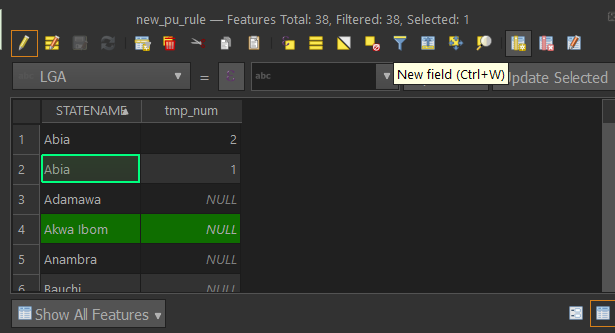 new_pu_rule — Features Total: 38, Filtered: 38, Selected: 1
abc LGA = ε abc Update Selected
New field (Ctrl+W)
STATENAME tmp_num
1 Abia 2
2 Abia 1
3 Adamawa NULL
4 Akwa Ibom NULL
5 Anambra NULL
6 Bauchi NULL
Show All Features